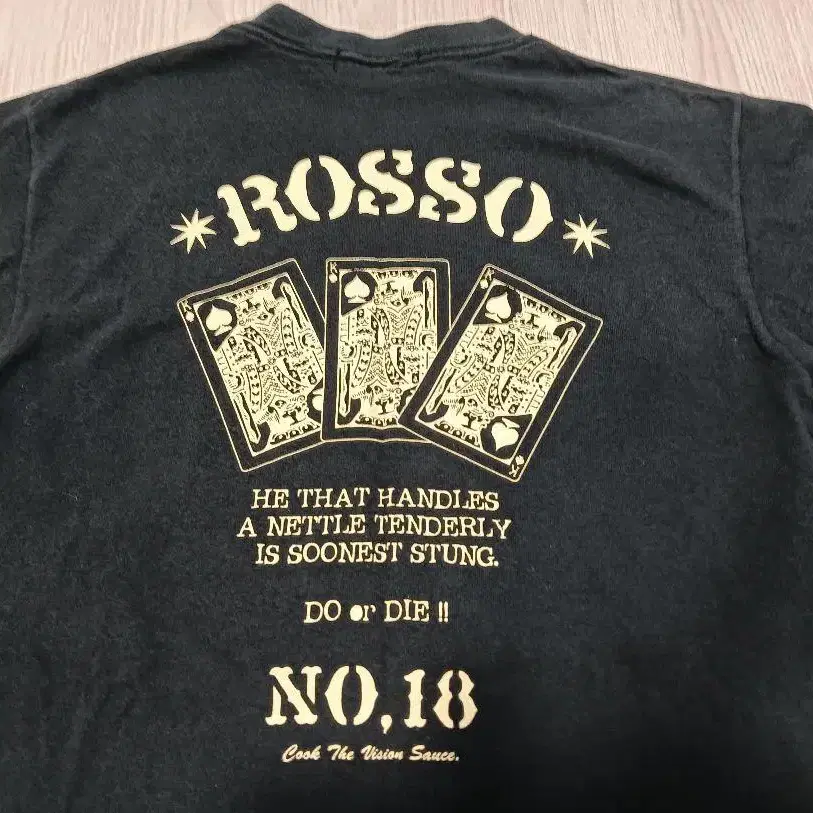 *ROSSO*
K
K
K
K
HE THAT HANDLES
A NETTLE TENDERLY
IS SOONEST STUNG.
DO or DIE !!
NO,18
Cook The Vision Sauce.